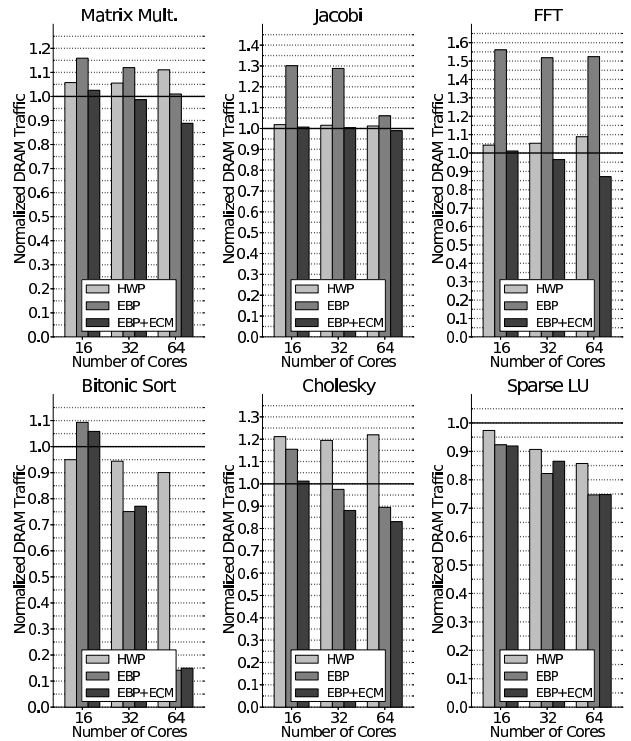 Matrix Mult.
Normalized DRAM Traffic
1.2
1.1
1.0
0.9
0.8
0.7
0.6
0.5
0.4
0.3
0.2
0.1
0.0
HWP
EBP
EBP+ECM
16 32 64
Number of Cores
Jacobi
Normalized DRAM Traffic
1.4
1.3
1.2
1.1
1.0
0.9
0.8
0.7
0.6
0.5
0.4
0.3
0.2
0.1
0.0
HWP
EBP
EBP+ECM
16 32 64
Number of Cores
FFT
Normalized DRAM Traffic
1.6
1.5
1.4
1.3
1.2
1.1
1.0
0.9
0.8
0.7
0.6
0.5
0.4
0.3
0.2
0.1
0.0
HWP
EBP
EBP+ECM
16 32 64
Number of Cores
Bitonic Sort
Normalized DRAM Traffic
1.1
1.0
0.9
0.8
0.7
0.6
0.5
0.4
0.3
0.2
0.1
0.0
HWP
EBP
EBP+ECM
16 32 64
Number of Cores
Cholesky
Normalized DRAM Traffic
1.3
1.2
1.1
1.0
0.9
0.8
0.7
0.6
0.5
0.4
0.3
0.2
0.1
0.0
HWP
EBP
EBP+ECM
16 32 64
Number of Cores
Sparse LU
Normalized DRAM Traffic
1.0
0.9
0.8
0.7
0.6
0.5
0.4
0.3
0.2
0.1
0.0
HWP
EBP
EBP+ECM
16 32 64
Number of Cores